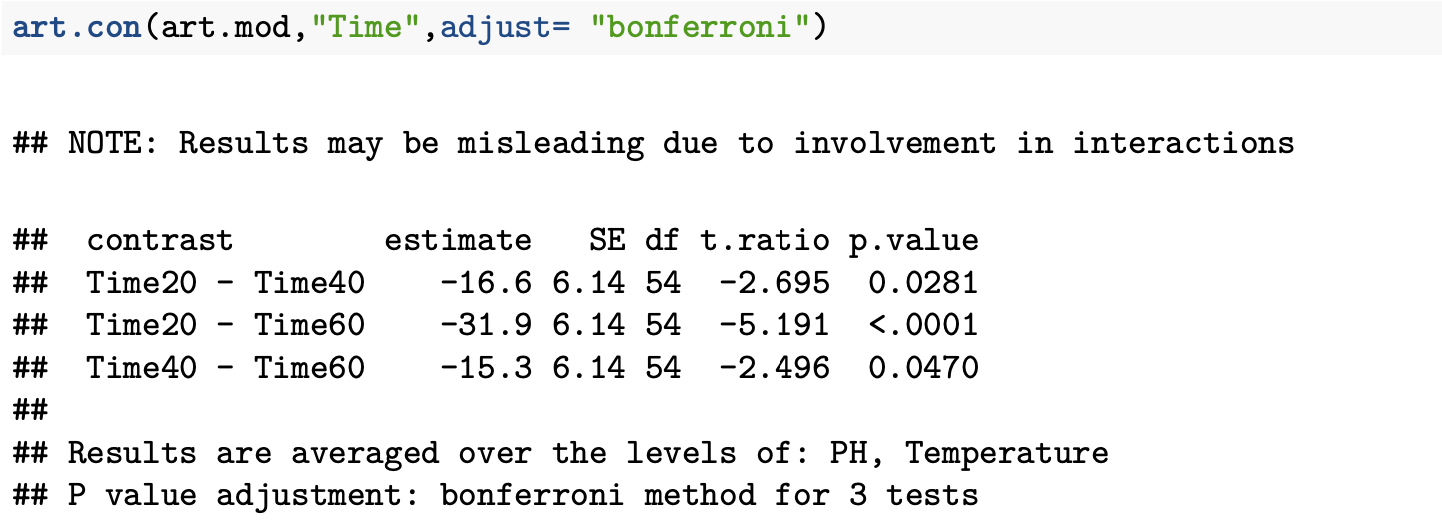 art.con(art.mod,"Time",adjust= "bonferroni")
## NOTE: Results may be misleading due to involvement in interactions
##  contrast        estimate   SE df t.ratio p.value
##  Time20 - Time40    -16.6 6.14 54  -2.695  0.0281
##  Time20 - Time60    -31.9 6.14 54  -5.191  <.0001
##  Time40 - Time60    -15.3 6.14 54  -2.496  0.0470
##
## Results are averaged over the levels of: PH, Temperature
## P value adjustment: bonferroni method for 3 tests